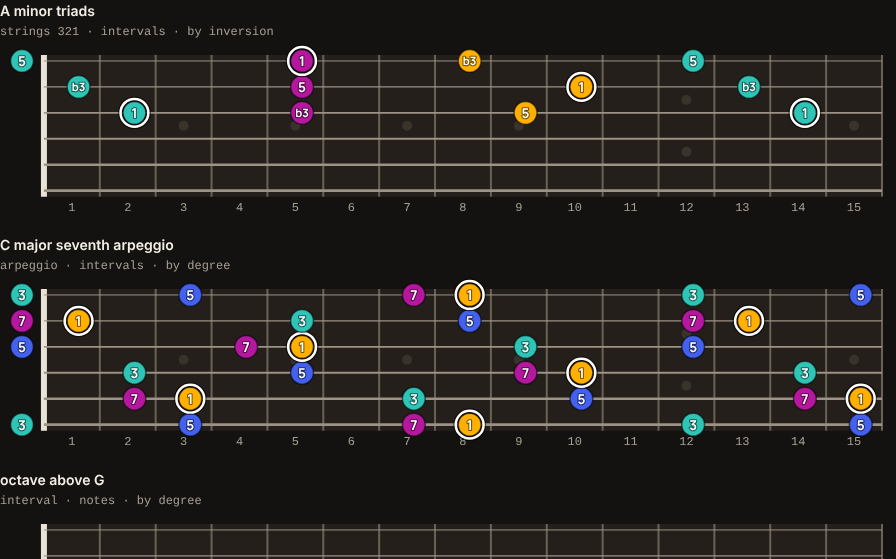 A minor triads
strings 321 · intervals · by inversion
5 1 b3 5
b3 5 1 b3
1 b3 5 1
1 2 3 4 5 6 7 8 9 10 11 12 13 14 15
C major seventh arpeggio
arpeggio · intervals · by degree
3 5 7 1 3 5
7 1 3 5 7 1
5 7 1 3 5
3 5 7 1 3
7 1 3 5 7 1
3 5 7 1 3 5
1 2 3 4 5 6 7 8 9 10 11 12 13 14 15
octave above G
interval · notes · by degree